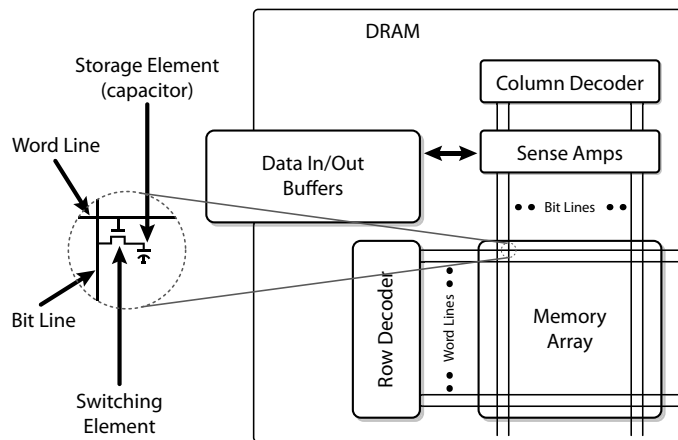 DRAM
Storage Element
(capacitor)
Column Decoder
Word Line
Data In/Out
Buffers
Sense Amps
Bit Lines
Bit Line
Row Decoder
Word Lines
Memory
Array
Switching
Element